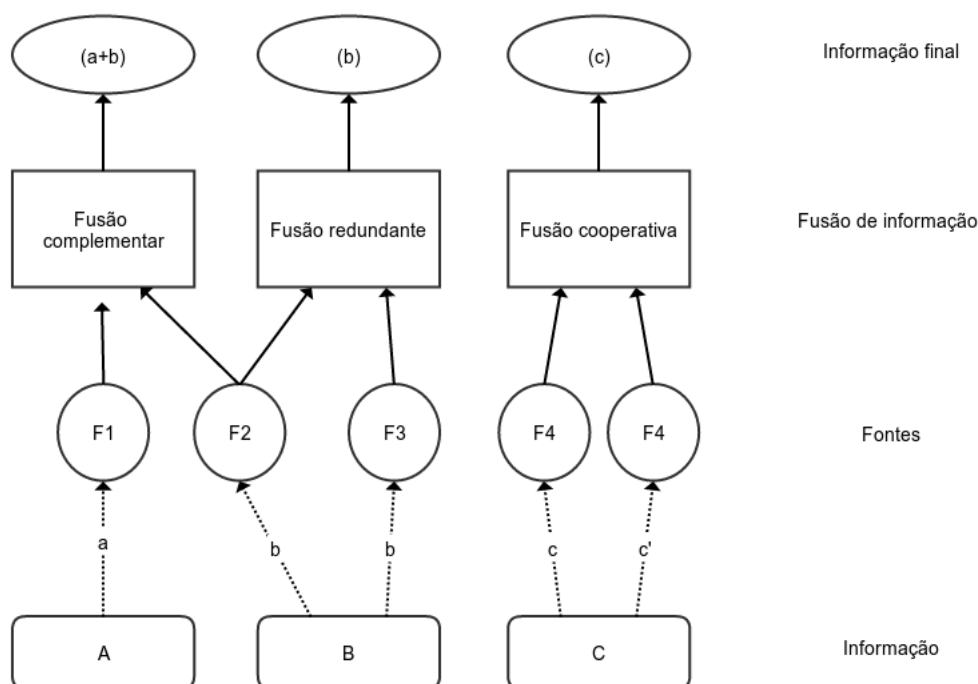 (a+b)
(b)
(c)
Informação final
Fusão
complementar
Fusão redundante
Fusão cooperativa
Fusão de informação
F1
F2
F3
F4
F4
Fontes
a
b
b
c
c'
A
B
C
Informação